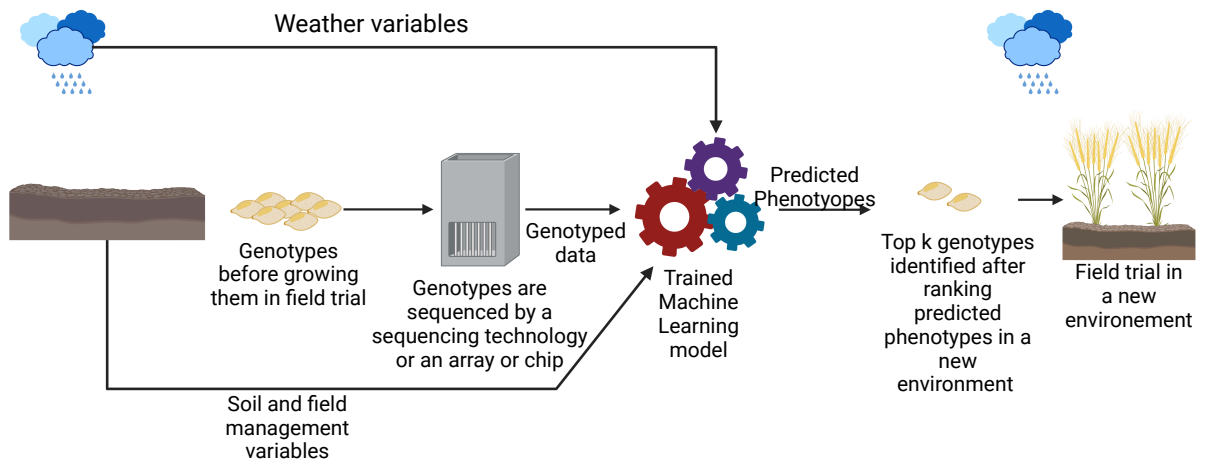 Weather variables
Genotypes
before growing
them in field trial
Genotypes are
sequenced by a
sequencing technology
or an array or chip
Genotyped
data
Trained
Machine
Learning
model
Predicted
Phenotyopes
Top k genotypes
identified after
ranking
predicted
phenotypes in a
new
environment
Field trial in
a new
environement
Soil and field
management
variables